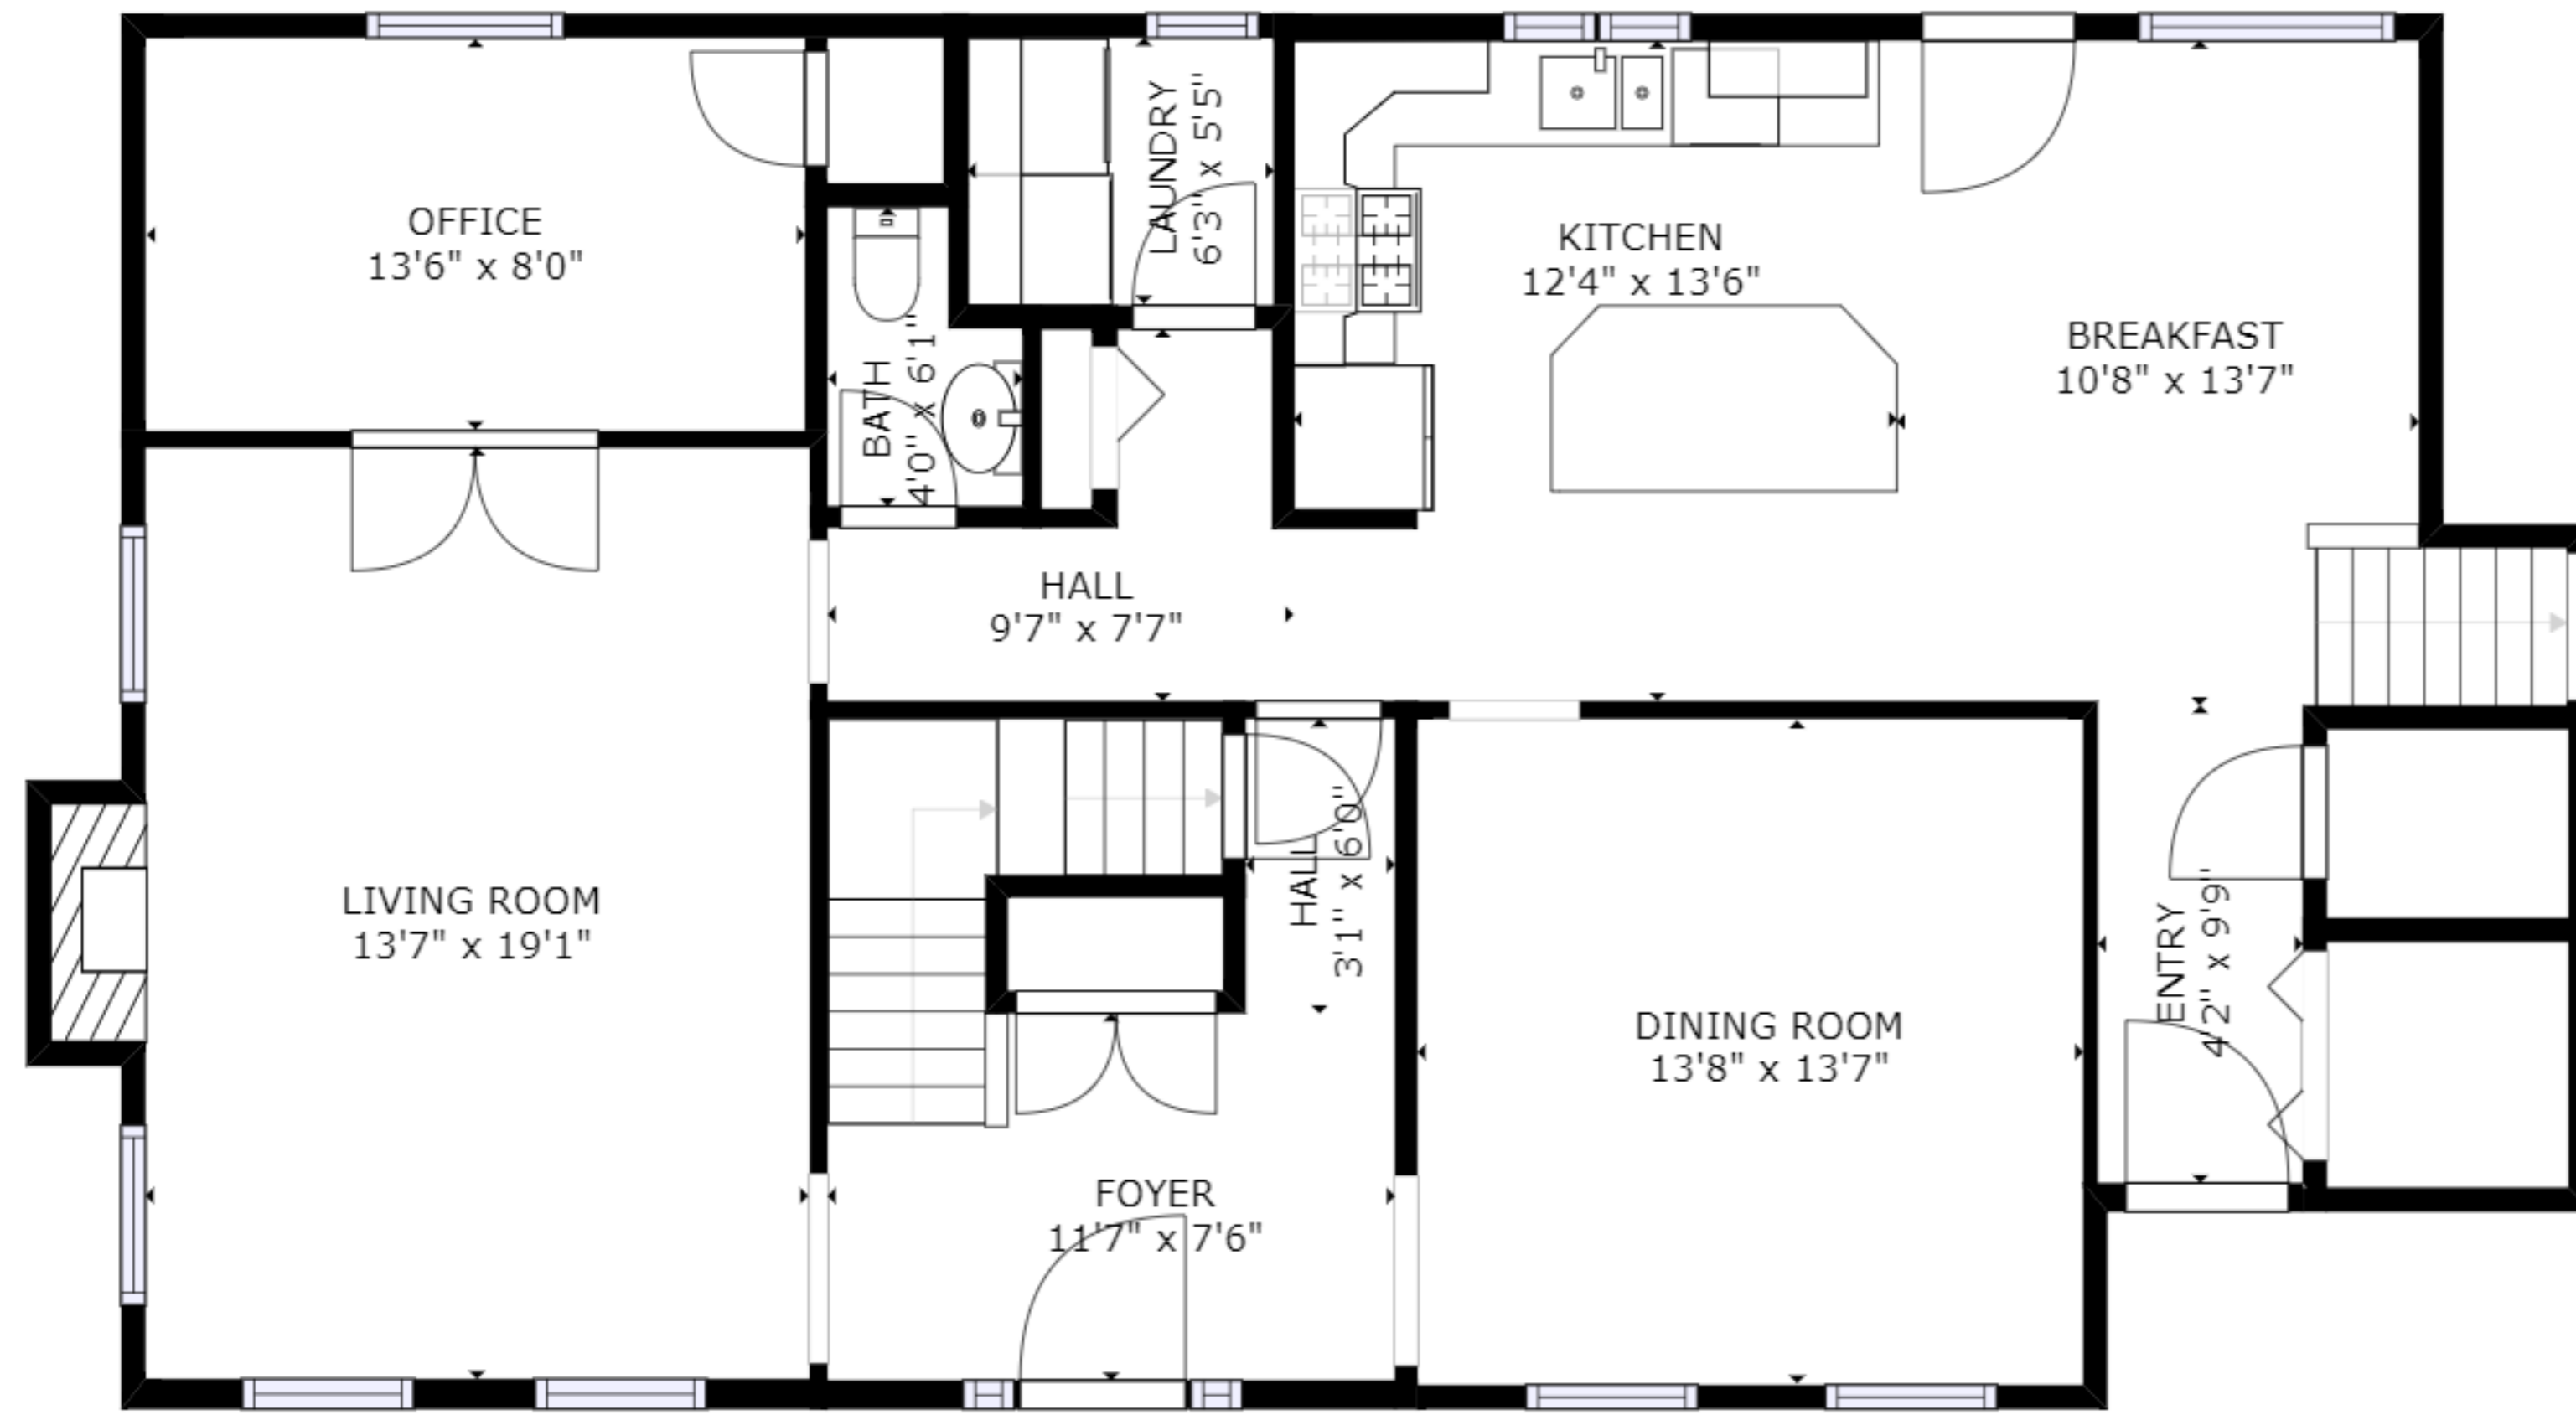 OFFICE
13'6" x 8'0"
LAUNDRY
6'3" x 5'5"
KITCHEN
12'4" x 13'6"
BREAKFAST
10'8" x 13'7"
BATH
4'0" x 6'1"
HALL
9'7" x 7'7"
LIVING ROOM
13'7" x 19'1"
HALL
3'1" x 6'0"
DINING ROOM
13'8" x 13'7"
ENTRY
4'2" x 9'9"
FOYER
11'7" x 7'6"